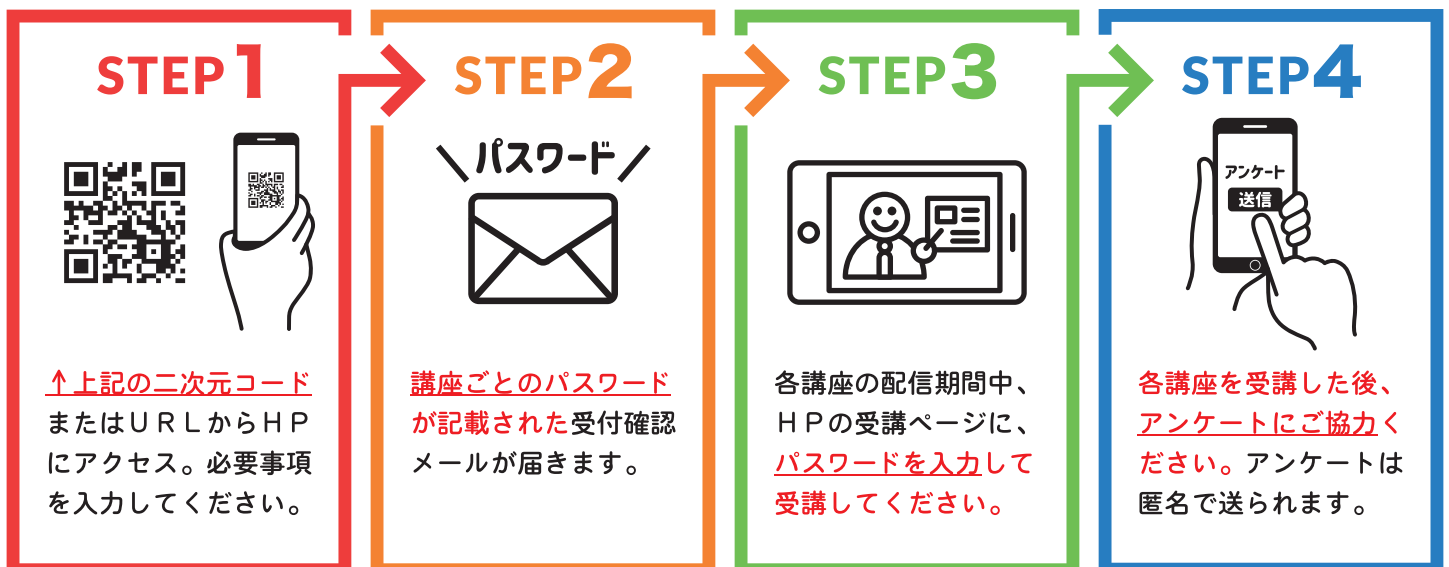 STEP1
↑上記の二次元コード
またはＵＲＬからＨＰ
にアクセス。必要事項
を入力してください。
STEP2
パスワード
講座ごとのパスワード
が記載された受付確認
メールが届きます。
STEP3
各講座の配信期間中、
ＨＰの受講ページに、
パスワードを入力して
受講してください。
STEP4
アンケート
送信
各講座を受講した後、
アンケートにご協力く
ださい。アンケートは
匿名で送られます。